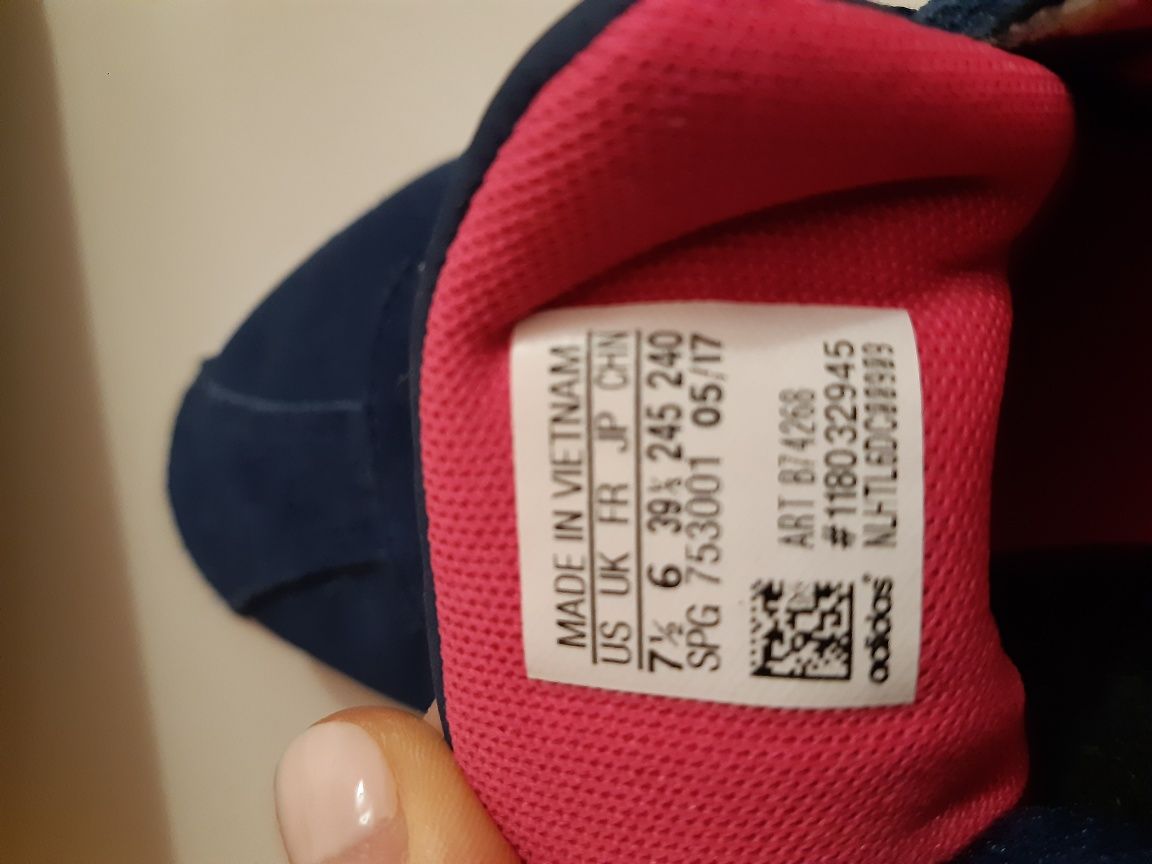 MADE IN VIETNAM
US UK FR JP CHN
7½ 6 39⅓ 245 240
SPG 753001 05/17
ART B74268
#118032945
adidas®